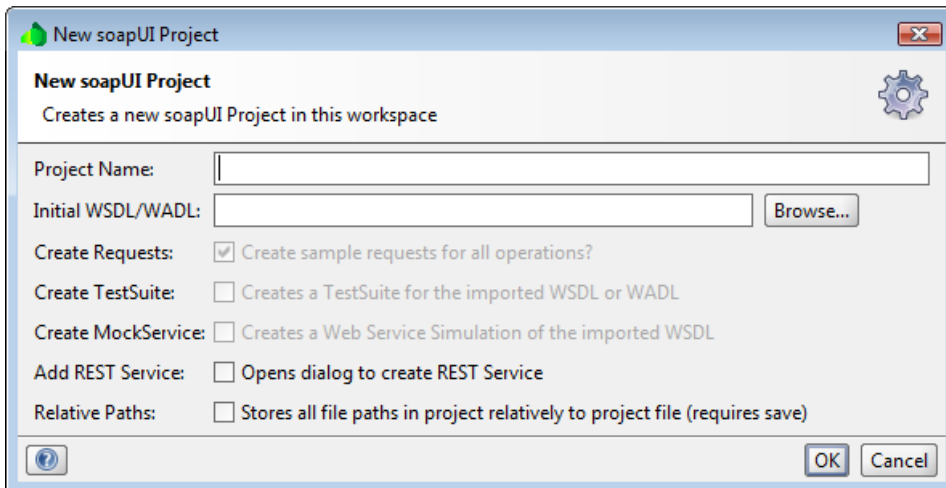 New soapUI Project
New soapUI Project
Creates a new soapUI Project in this workspace
Project Name:
Initial WSDL/WADL: Browse...
Create Requests: Create sample requests for all operations?
Create TestSuite: Creates a TestSuite for the imported WSDL or WADL
Create MockService: Creates a Web Service Simulation of the imported WSDL
Add REST Service: Opens dialog to create REST Service
Relative Paths: Stores all file paths in project relatively to project file (requires save)
? OK Cancel